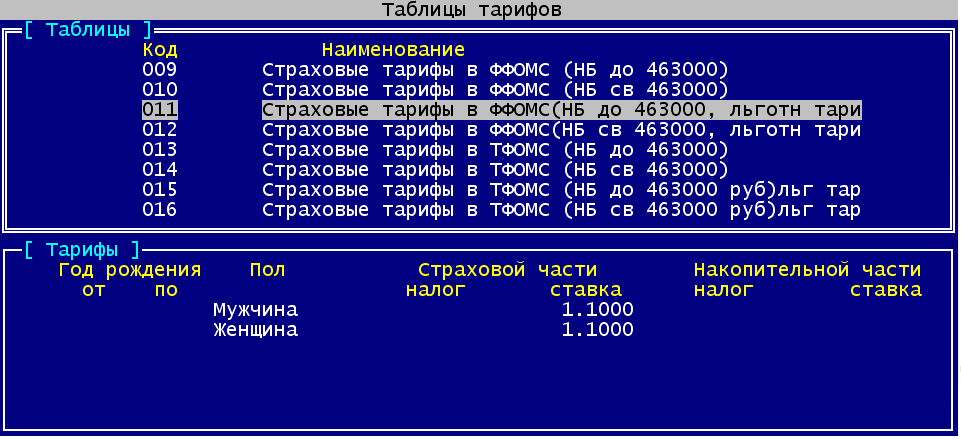 Таблицы тарифов
[ Таблицы ]
Код Наименование
009 Страховые тарифы в ФФОМС (НБ до 463000)
010 Страховые тарифы в ФФОМС (НБ св 463000)
011 Страховые тарифы в ФФОМС(НБ до 463000, льготн тари
012 Страховые тарифы в ФФОМС(НБ св 463000, льготн тари
013 Страховые тарифы в ТФОМС (НБ до 463000)
014 Страховые тарифы в ТФОМС (НБ св 463000)
015 Страховые тарифы в ТФОМС (НБ до 463000 руб)льг тар
016 Страховые тарифы в ТФОМС (НБ св 463000 руб)льг тар
[ Тарифы ]
Год рождения Пол Страховой части Накопительной части
от по налог ставка налог ставка
Мужчина 1.1000
Женщина 1.1000